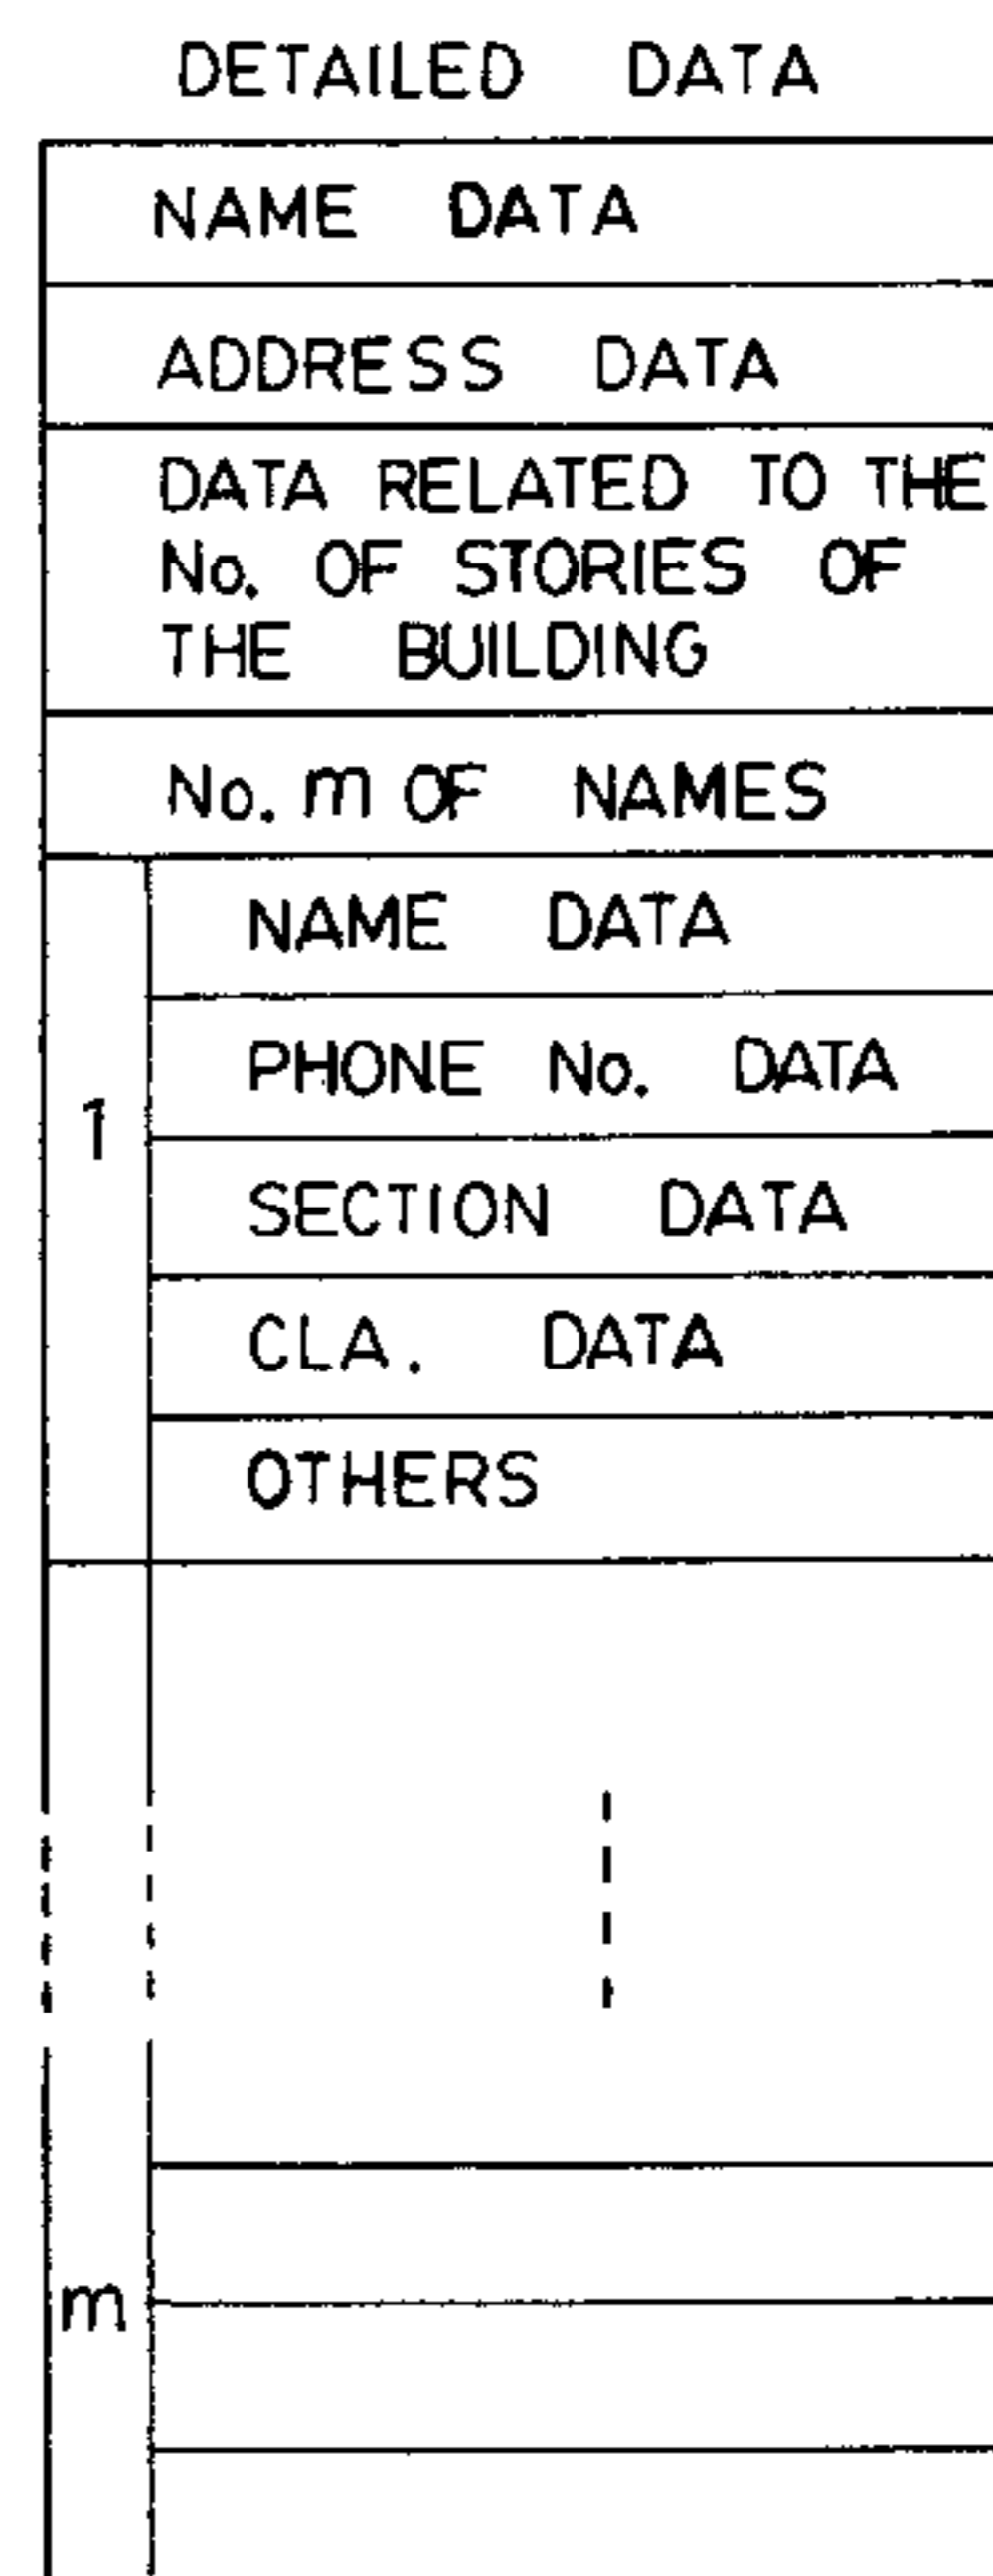 DETAILED DATA
NAME DATA
ADDRESS DATA
DATA RELATED TO THE
No. OF STORIES OF
THE BUILDING
No. m OF NAMES
NAME DATA
PHONE No. DATA
1
SECTION DATA
CLA. DATA
OTHERS
m